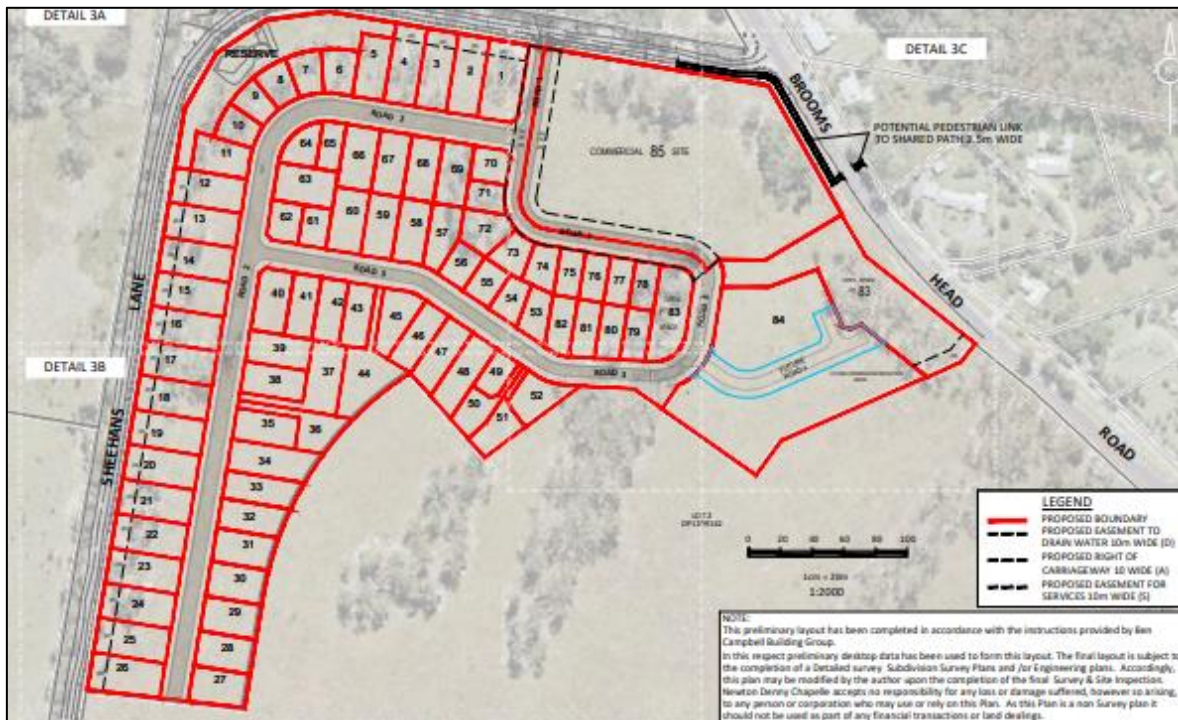 DETAIL 3A
DETAIL 3C
RESERVE
BROOMS
POTENTIAL PEDESTRIAN LINK
TO SHARED PATH 2.5m WIDE
5
4
3
2
1
6
7
8
9
10
ROAD 2
COMMERCIAL 85 SITE
11
12
13
14
15
16
17
18
19
20
21
22
23
24
25
26
64
65
66
67
68
69
70
71
63
62
61
60
59
58
57
72
73
74
75
76
77
78
83
56
55
54
53
82
81
80
79
ROAD 3
40
41
42
43
45
46
47
48
49
50
51
52
39
38
37
44
35
36
34
33
32
31
30
29
28
27
ROAD 2
ROAD 3
84
83
FUTURE
HEAD
ROAD
SHEEHANS
LANE
DETAIL 3B
0 20 40 60 80 100
1cm = 20m
1:2000
LEGEND
PROPOSED BOUNDARY
PROPOSED EASEMENT TO
DRAIN WATER 10m WIDE (D)
PROPOSED RIGHT OF
CARRIAGEWAY 10 WIDE (A)
PROPOSED EASEMENT FOR
SERVICES 10m WIDE (S)
NOTE:
This preliminary layout has been completed in accordance with the instructions provided by Ben
Campbell Building Group.
In this respect preliminary desktop data has been used to form this layout. The final layout is subject to
the completion of a Detailed survey Subdivision Survey Plans and /or Engineering plans. Accordingly,
this plan may be modified by the author upon the completion of the final Survey & Site Inspection.
Newton Denny Chapelle accepts no responsibility for any loss or damage suffered, however so arising,
to any person or corporation who may use or rely on this Plan. As this Plan is a non Survey plan it
should not be used as part of any financial transactions or land dealings.